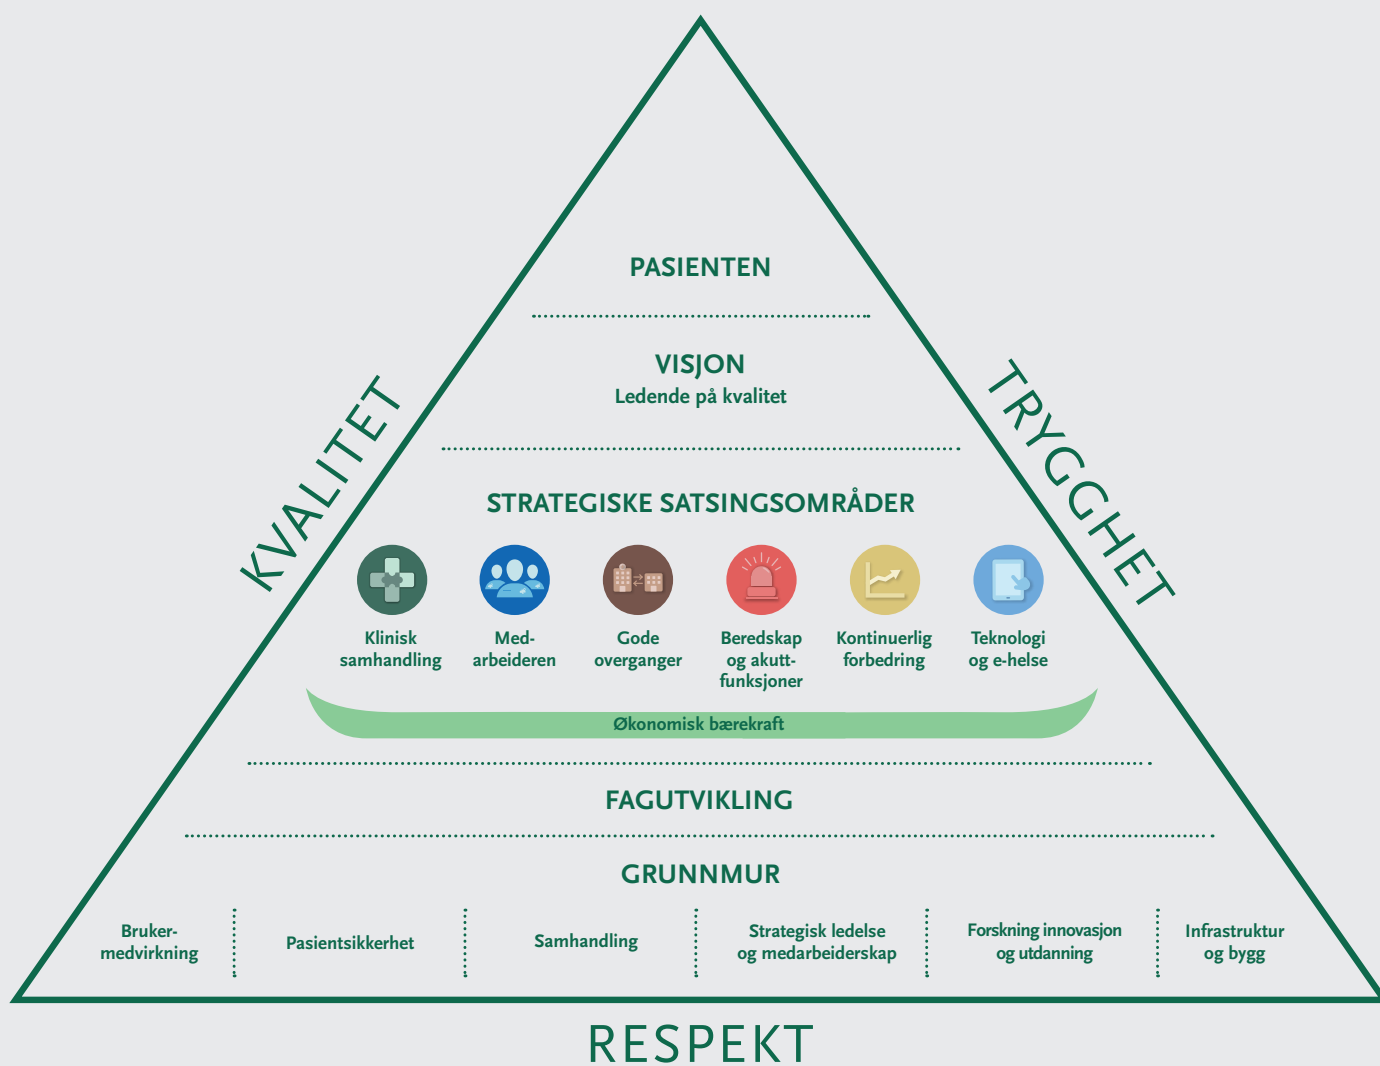 PASIENTEN
VISJON
Ledende på kvalitet
KVALITET
TRYGGHET
STRATEGISKE SATSINGSOMRÅDER
Klinisk
samhandling
Med-
arbeideren
Gode
overganger
Beredskap
og akutt-
funksjoner
Kontinuerlig
forbedring
Teknologi
og e-helse
Økonomisk bærekraft
FAGUTVIKLING
GRUNNMUR
Bruker-
medvirkning
Pasientsikkerhet
Samhandling
Strategisk ledelse
og medarbeiderskap
Forskning innovasjon
og utdanning
Infrastruktur
og bygg
RESPEKT